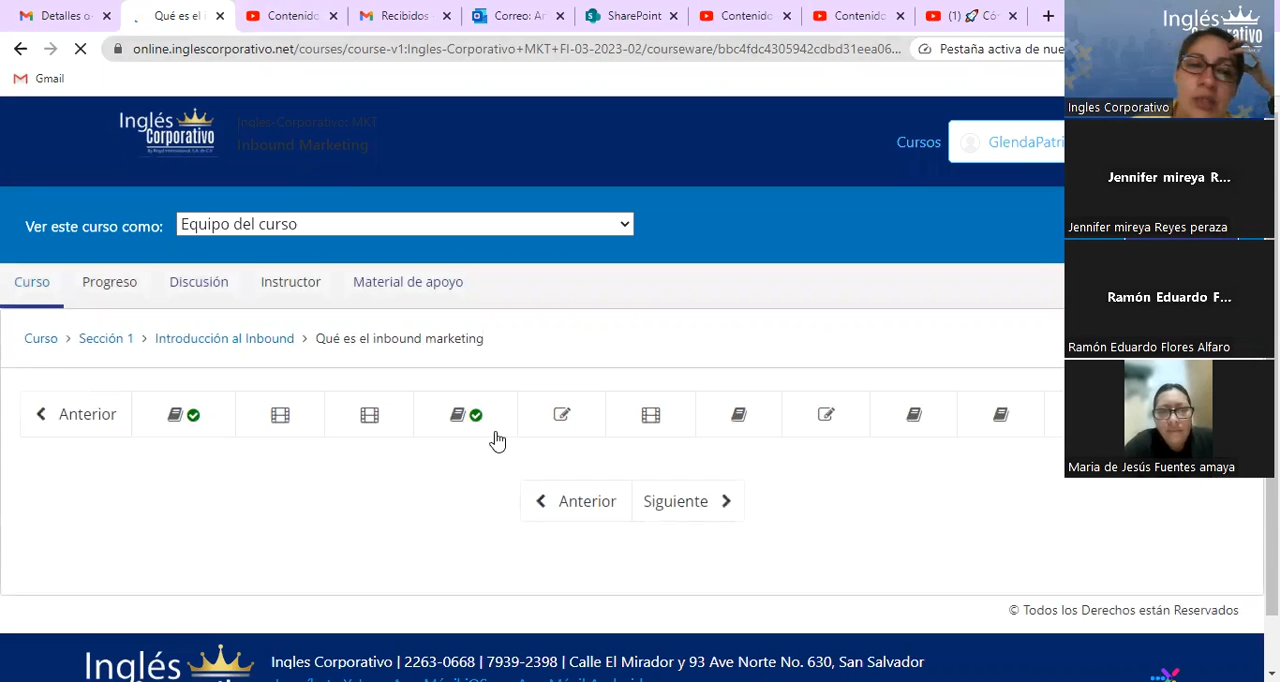 Detalles o
Qué es el i
Contenido
Recibidos
Correo: A
SharePoint
Contenido
Contenido
(1) 🚀 Có
online.inglescorporativo.net/courses/course-v1:Ingles-Corporativo+MKT+FI-03-2023-02/courseware/bbc4fdc4305942cdbd31eea06...
Pestaña activa de nue
Gmail
Inglés
Corporativo
Ingles-Corporativo: MKT
Inbound Marketing
Cursos
GlendaPatri
Ver este curso como:
Equipo del curso
Curso
Progreso
Discusión
Instructor
Material de apoyo
Curso > Sección 1 > Introducción al Inbound > Qué es el inbound marketing
Anterior
Anterior
Siguiente
© Todos los Derechos están Reservados
Inglés
Ingles Corporativo | 2263-0668 | 7939-2398 | Calle El Mirador y 93 Ave Norte No. 630, San Salvador
Inglés
Ingles Corporativo
Jennifer mireya R...
Jennifer mireya Reyes peraza
Ramón Eduardo F...
Ramón Eduardo Flores Alfaro
Maria de Jesús Fuentes amaya